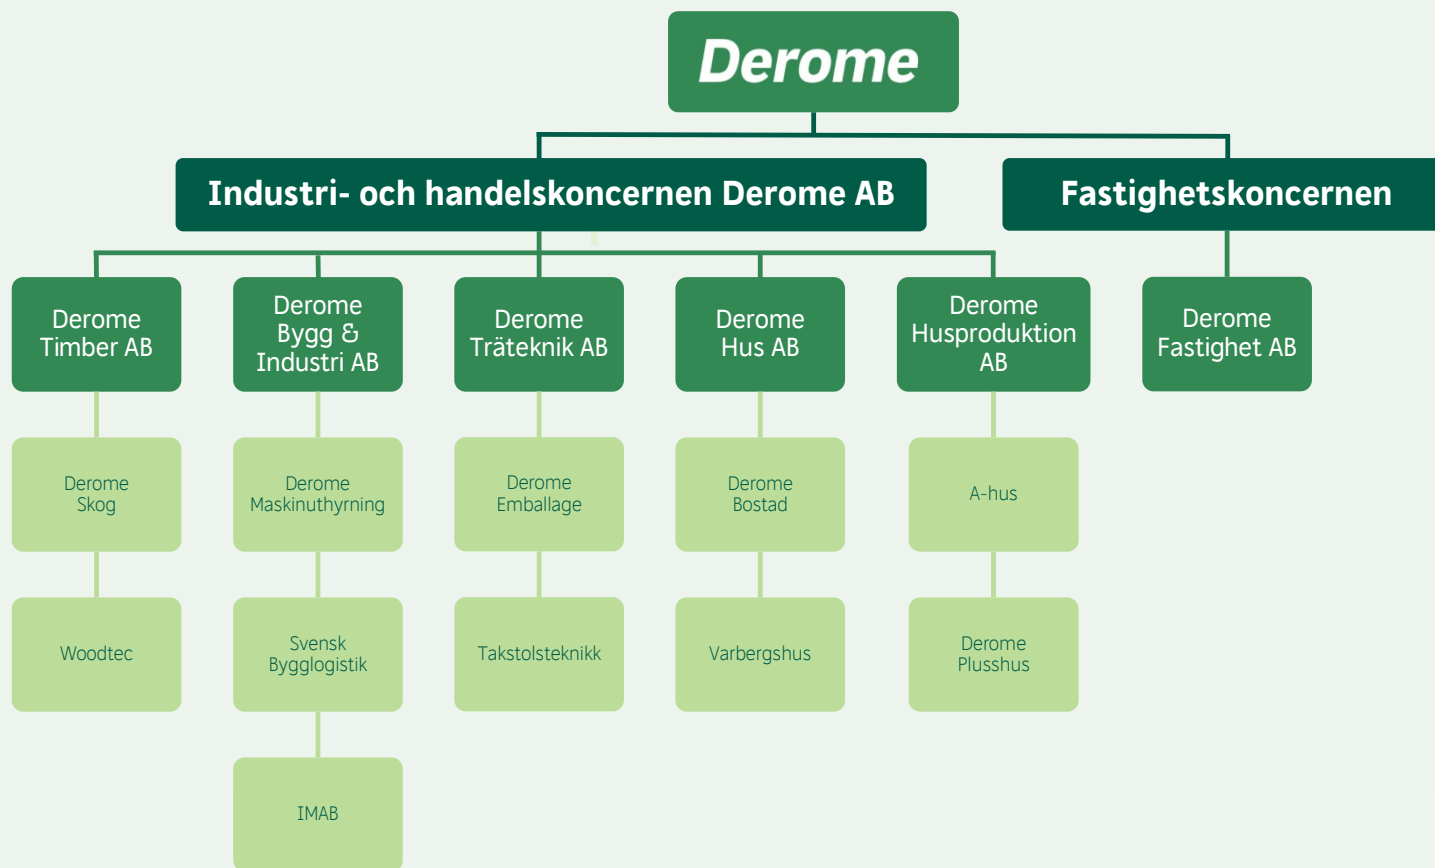 Derome
Industri- och handelskoncernen Derome AB
Fastighetskoncernen
Derome
Timber AB
Derome
Bygg &
Industri AB
Derome
Träteknik AB
Derome
Hus AB
Derome
Husproduktion
AB
Derome
Fastighet AB
Derome
Skog
Derome
Maskinuthyrning
Derome
Emballage
Derome
Bostad
A-hus
Woodtec
Svensk
Bygglogistik
Takstolsteknikk
Varbergshus
Derome
Plusshus
IMAB